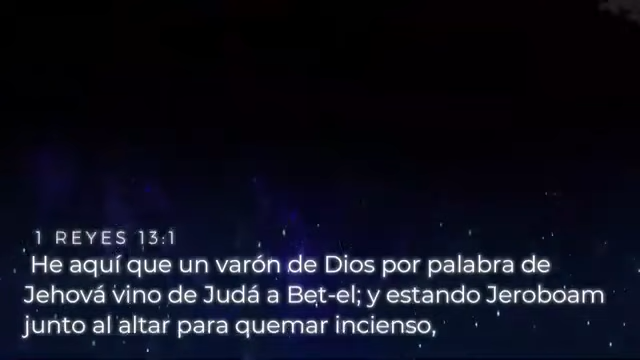 1 REYES 13:1
He aquí que un varón de Dios por palabra de
Jehová vino de Judá a Bet-el; y estando Jeroboam
junto al altar para quemar incienso,